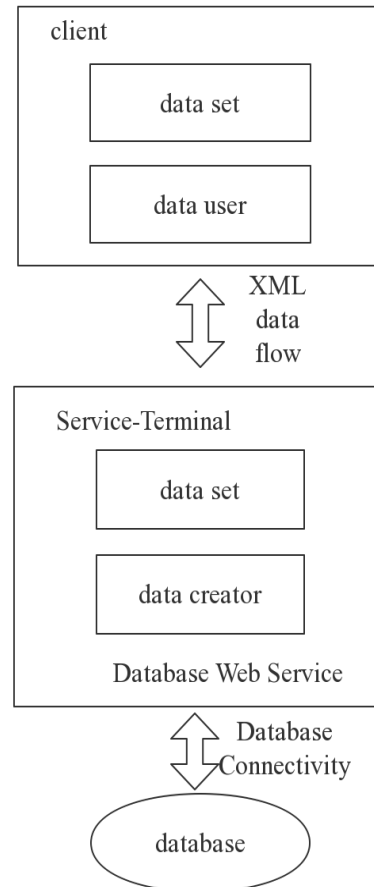 client
data set
data user
XML
data
flow
Service-Terminal
data set
data creator
Database Web Service
Database
Connectivity
database